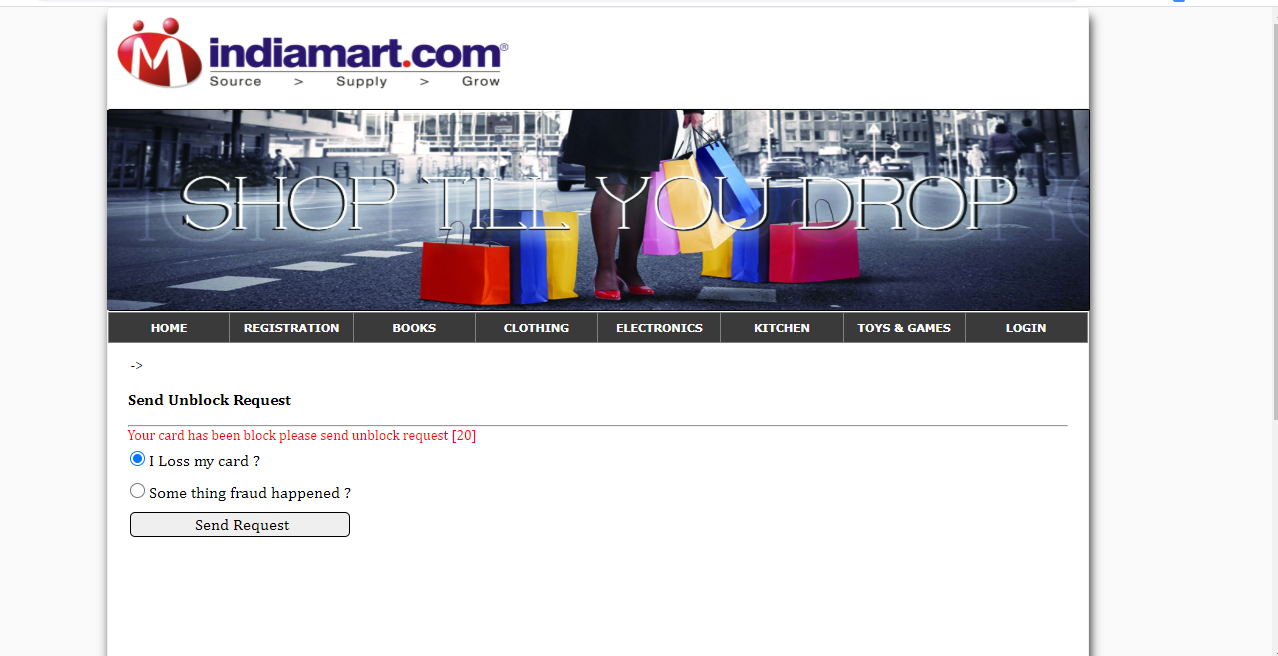 indiamart.com®
Source > Supply > Grow
SHOP TILL YOU DROP
HOME REGISTRATION BOOKS CLOTHING ELECTRONICS KITCHEN TOYS & GAMES LOGIN
->
Send Unblock Request
Your card has been block please send unblock request [20]
I Loss my card ?
Some thing fraud happened ?
Send Request